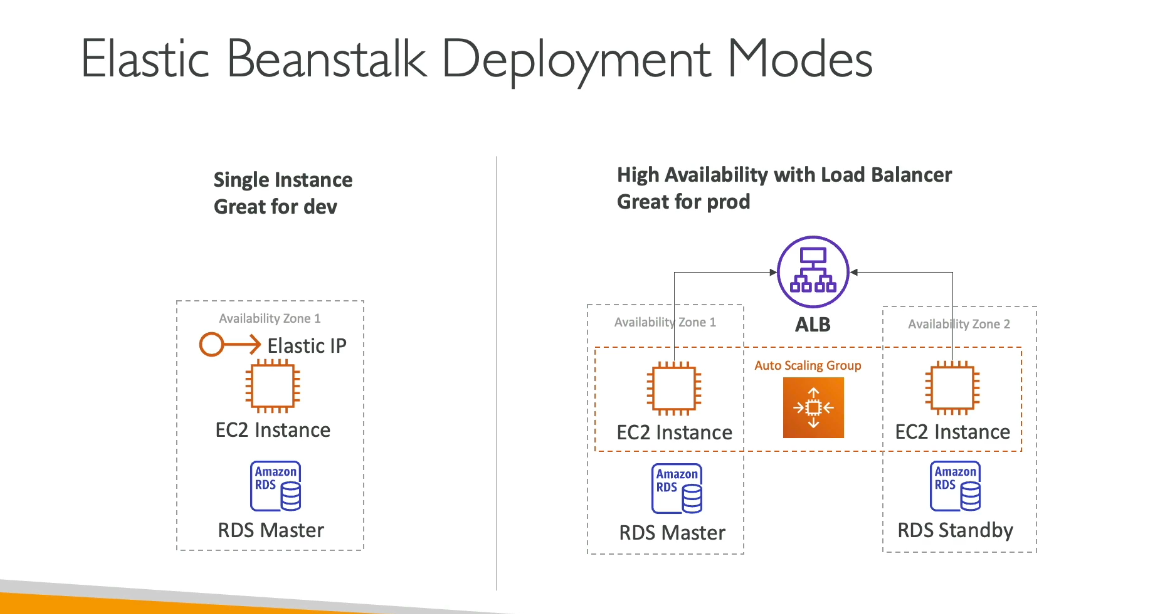 Elastic Beanstalk Deployment Modes
Single Instance
Great for dev
Availability Zone 1
Elastic IP
EC2 Instance
Amazon
RDS
RDS Master
High Availability with Load Balancer
Great for prod
ALB
Availability Zone 1
Availability Zone 2
Auto Scaling Group
EC2 Instance
EC2 Instance
Amazon
RDS
RDS Master
Amazon
RDS
RDS Standby